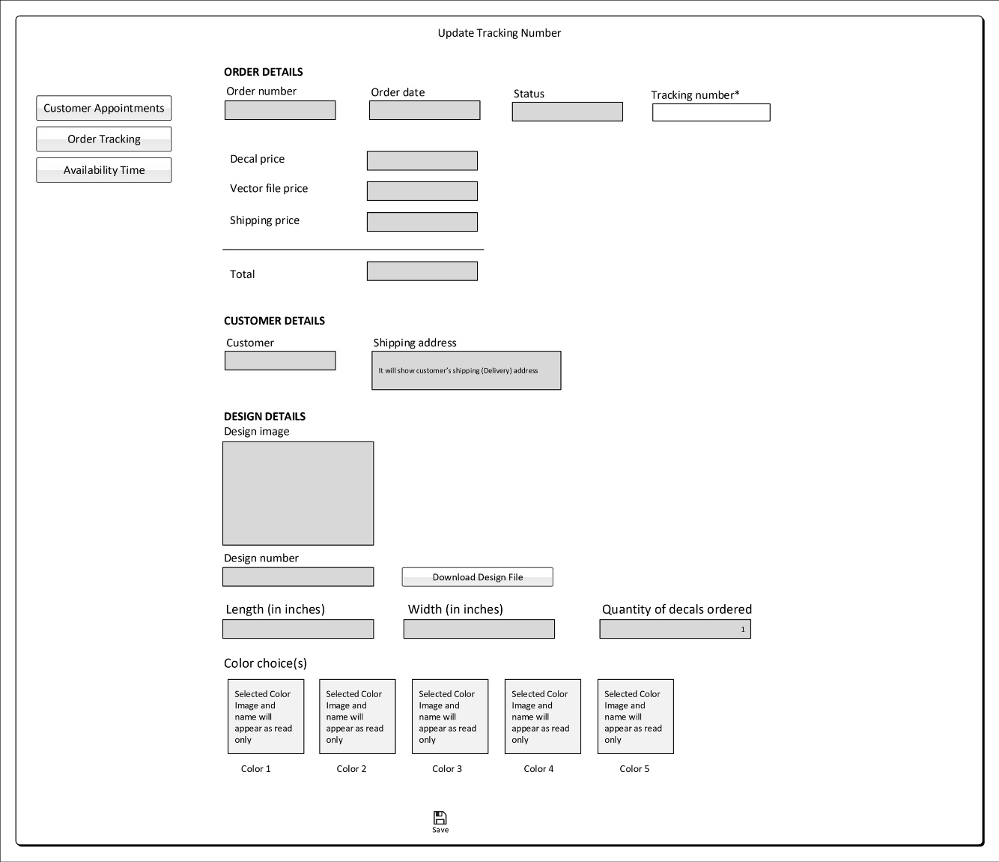 Update Tracking Number
Customer Appointments
Order Tracking
Availability Time
ORDER DETAILS
Order number
Order date
Status
Tracking number*
Decal price
Vector file price
Shipping price
Total
CUSTOMER DETAILS
Customer
Shipping address
It will show customer's shipping (Delivery) address
DESIGN DETAILS
Design image
Design number
Download Design File
Length (in inches)
Width (in inches)
Quantity of decals ordered
1
Color choice(s)
Selected Color
Image and
name will
appear as read
only
Selected Color
Image and
name will
appear as read
only
Selected Color
Image and
name will
appear as read
only
Selected Color
Image and
name will
appear as read
only
Selected Color
Image and
name will
appear as read
only
Color 1
Color 2
Color 3
Color 4
Color 5
Save